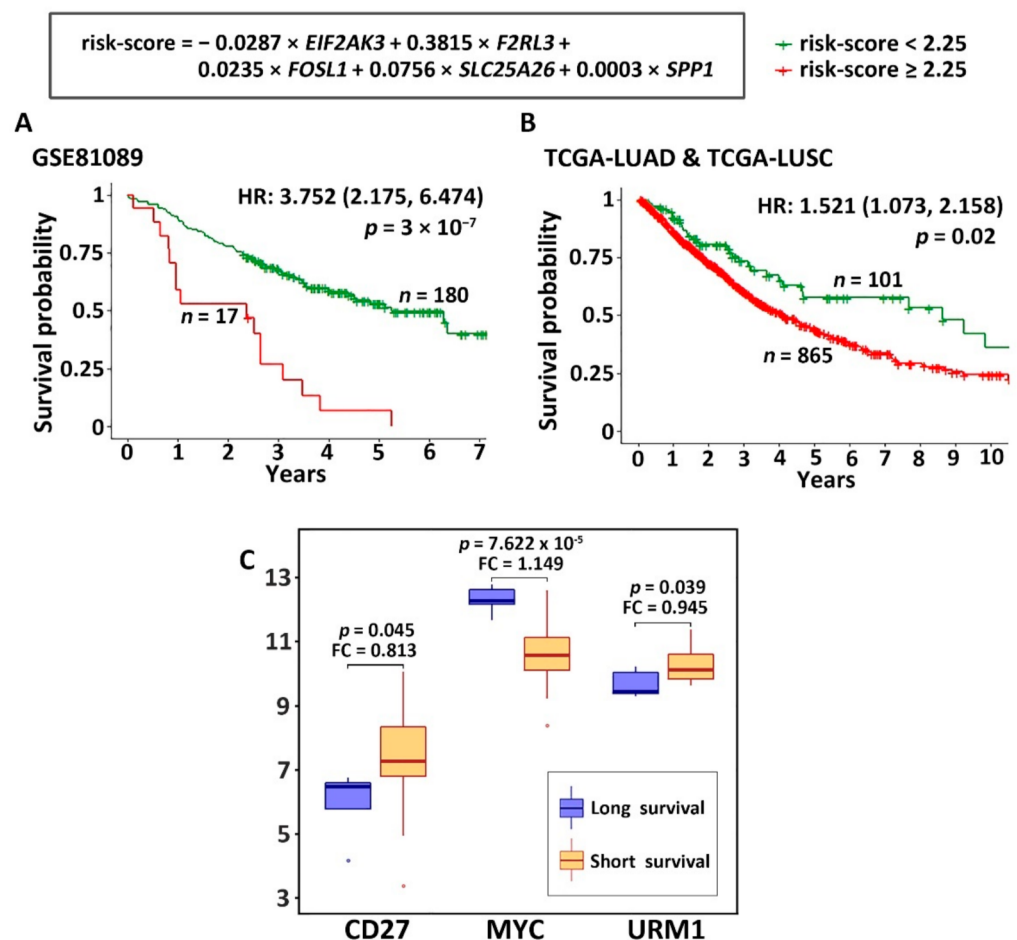 risk-score = − 0.0287 × EIF2AK3 + 0.3815 × F2RL3 +
0.0235 × FOSL1 + 0.0756 × SLC25A26 + 0.0003 × SPP1
risk-score < 2.25
risk-score ≥ 2.25
A
GSE81089
HR: 3.752 (2.175, 6.474)
p = 3 × 10⁻⁷
n = 180
n = 17
Survival probability
1
0.75
0.5
0.25
0
0 1 2 3 4 5 6 7
Years
B
TCGA-LUAD & TCGA-LUSC
HR: 1.521 (1.073, 2.158)
p = 0.02
n = 101
n = 865
Survival probability
1
0.75
0.5
0.25
0
0 1 2 3 4 5 6 7 8 9 10
Years
C
p = 7.622 x 10⁻⁵
FC = 1.149
p = 0.039
FC = 0.945
p = 0.045
FC = 0.813
13
11
9
7
5
3
Long survival
Short survival
CD27 MYC URM1